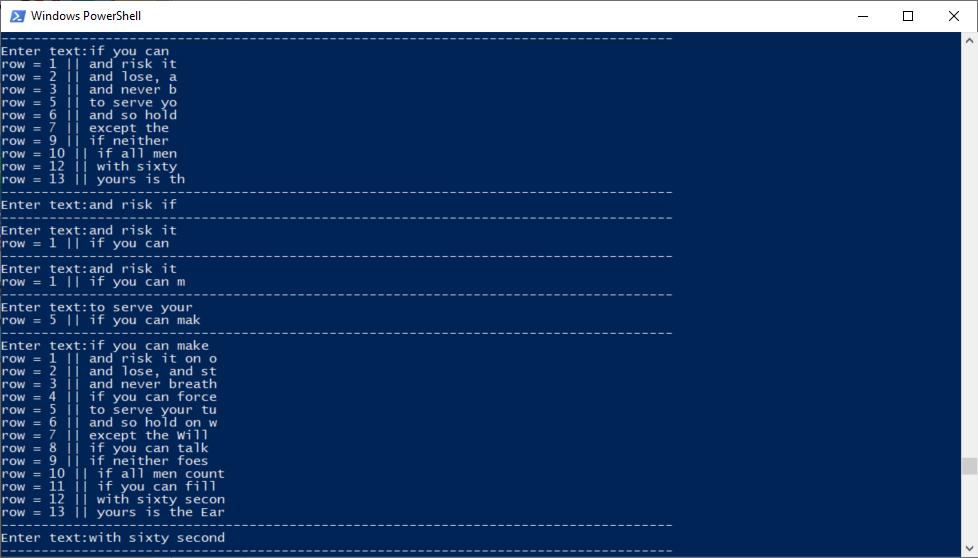 Windows PowerShell
------------------------------------------------------------------------------------
Enter text:if you can
row = 1 || and risk it
row = 2 || and lose, a
row = 3 || and never b
row = 5 || to serve yo
row = 6 || and so hold
row = 7 || except the
row = 9 || if neither
row = 10 || if all men
row = 12 || with sixty
row = 13 || yours is th
------------------------------------------------------------------------------------
Enter text:and risk if
------------------------------------------------------------------------------------
Enter text:and risk it
row = 1 || if you can
------------------------------------------------------------------------------------
Enter text:and risk it
row = 1 || if you can m
------------------------------------------------------------------------------------
Enter text:to serve your
row = 5 || if you can mak
------------------------------------------------------------------------------------
Enter text:if you can make
row = 1 || and risk it on o
row = 2 || and lose, and st
row = 3 || and never breath
row = 4 || if you can force
row = 5 || to serve your tu
row = 6 || and so hold on w
row = 7 || except the Will
row = 8 || if you can talk
row = 9 || if neither foes
row = 10 || if all men count
row = 11 || if you can fill
row = 12 || with sixty secon
row = 13 || yours is the Ear
------------------------------------------------------------------------------------
Enter text:with sixty second
------------------------------------------------------------------------------------